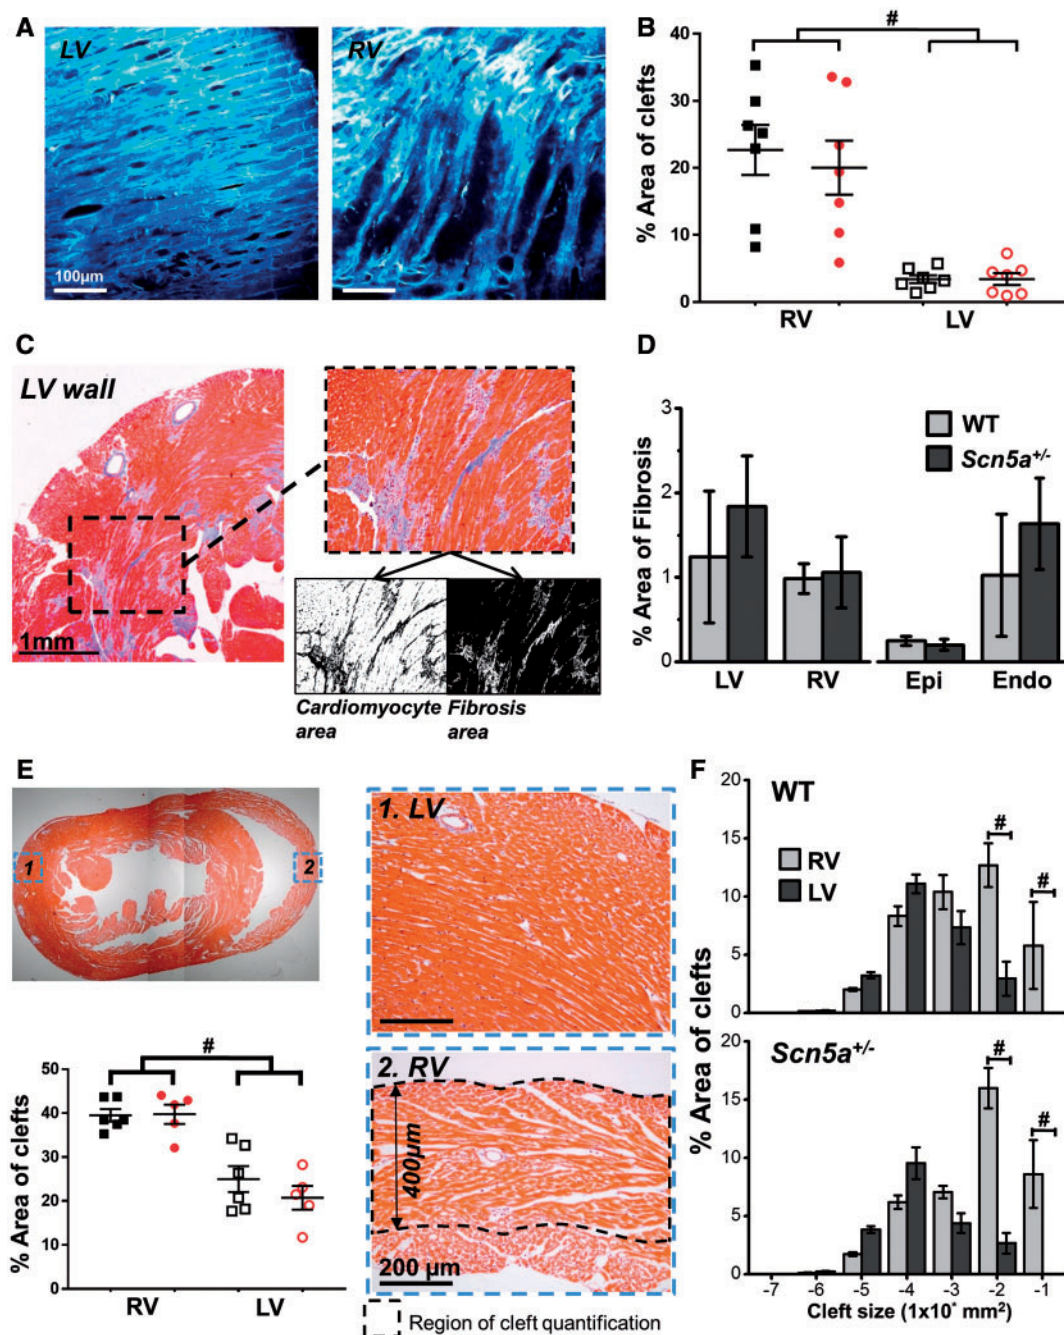 A
LV
RV
100μm
B
#
% Area of clefts
40
30
20
10
0
RV
LV
C
LV wall
1mm
Cardiomyocyte area
Fibrosis area
D
% Area of Fibrosis
3
2
1
0
WT
Scn5a+/-
LV
RV
Epi
Endo
E
1
2
1. LV
2. RV
400μm
200 μm
Region of cleft quantification
#
% Area of clefts
50
40
30
20
10
0
RV
LV
F
WT
20
15
10
5
0
RV
LV
#
#
% Area of clefts
Scn5a+/-
20
15
10
5
0
#
#
-7 -6 -5 -4 -3 -2 -1
Cleft size (1x10* mm²)